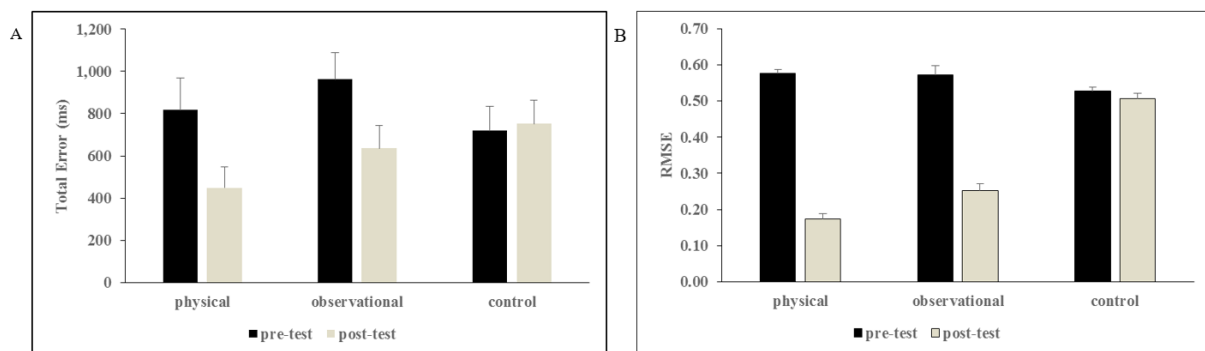 A
1,200
1,000
800
600
400
200
0
Total Error (ms)
physical observational control
pre-test post-test
B
0.70
0.60
0.50
0.40
0.30
0.20
0.10
0.00
RMSE
physical observational control
pre-test post-test